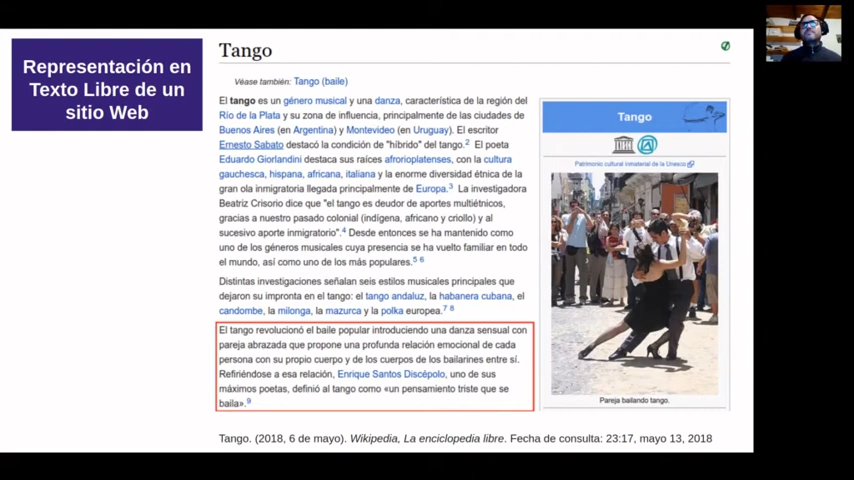 Representación en
Texto Libre de un
sitio Web
Tango
Véase también: Tango (baile)
El tango es un género musical y una danza, característica de la región del
Río de la Plata y su zona de influencia, principalmente de las ciudades de
Buenos Aires (en Argentina) y Montevideo (en Uruguay). El escritor
Ernesto Sabato destacó la condición de "híbrido" del tango.2 El poeta
Eduardo Giorlandini destaca sus raíces afrorioplatenses, con la cultura
gauchesca, hispana, africana, italiana y la enorme diversidad étnica de la
gran ola inmigratoria llegada principalmente de Europa.3 La investigadora
Beatriz Crisorio dice que "el tango es deudor de aportes multiétnicos,
gracias a nuestro pasado colonial (indígena, africano y criollo) y al
sucesivo aporte inmigratorio".4 Desde entonces se ha mantenido como
uno de los géneros musicales cuya presencia se ha vuelto familiar en todo
el mundo, así como uno de los más populares.5 6
Distintas investigaciones señalan seis estilos musicales principales que
dejaron su impronta en el tango: el tango andaluz, la habanera cubana, el
candombe, la milonga, la mazurca y la polka europea.7 8
El tango revolucionó el baile popular introduciendo una danza sensual con
pareja abrazada que propone una profunda relación emocional de cada
persona con su propio cuerpo y de los cuerpos de los bailarines entre sí.
Refiriéndose a esa relación, Enrique Santos Discépolo, uno de sus
máximos poetas, definió al tango como «un pensamiento triste que se
baila».9
Tango
Patrimonio cultural inmaterial de la Unesco
Pareja bailando tango.
Tango. (2018, 6 de mayo). Wikipedia, La enciclopedia libre. Fecha de consulta: 23:17, mayo 13, 2018